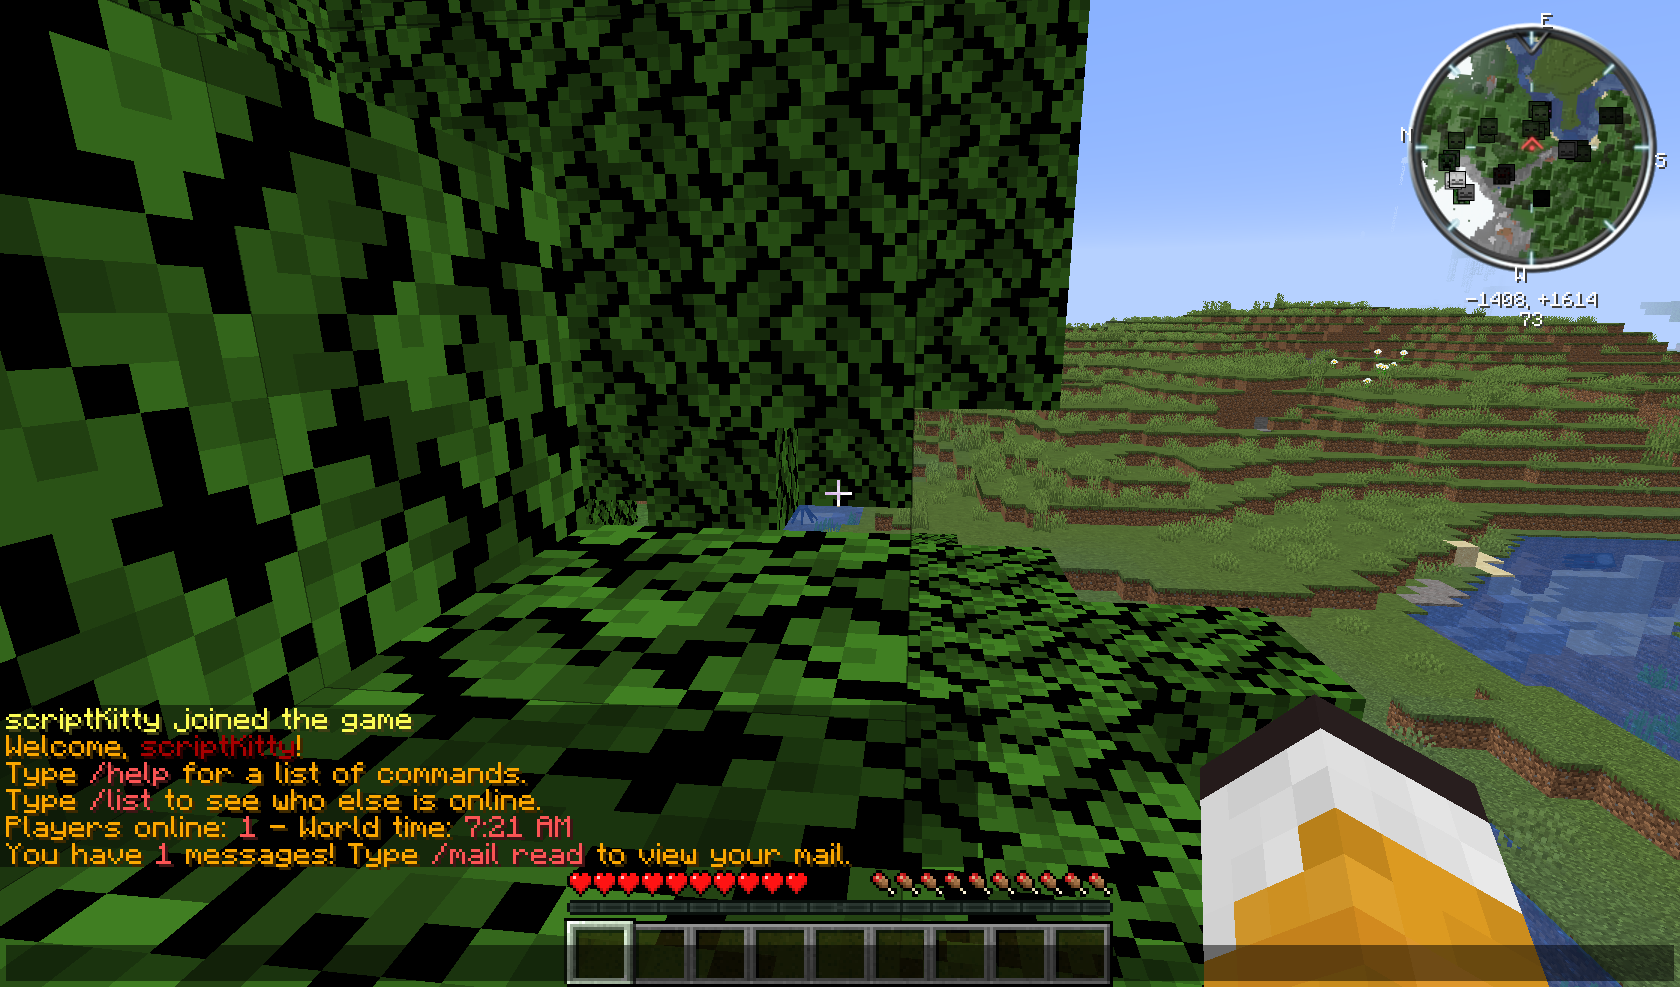 E
N
S
W
-1408, +1614
73
scriptKitty joined the game
Welcome, scriptKitty!
Type /help for a list of commands.
Type /list to see who else is online.
Players online: 1 - World time: 7:21 AM
You have 1 messages! Type /mail read to view your mail.